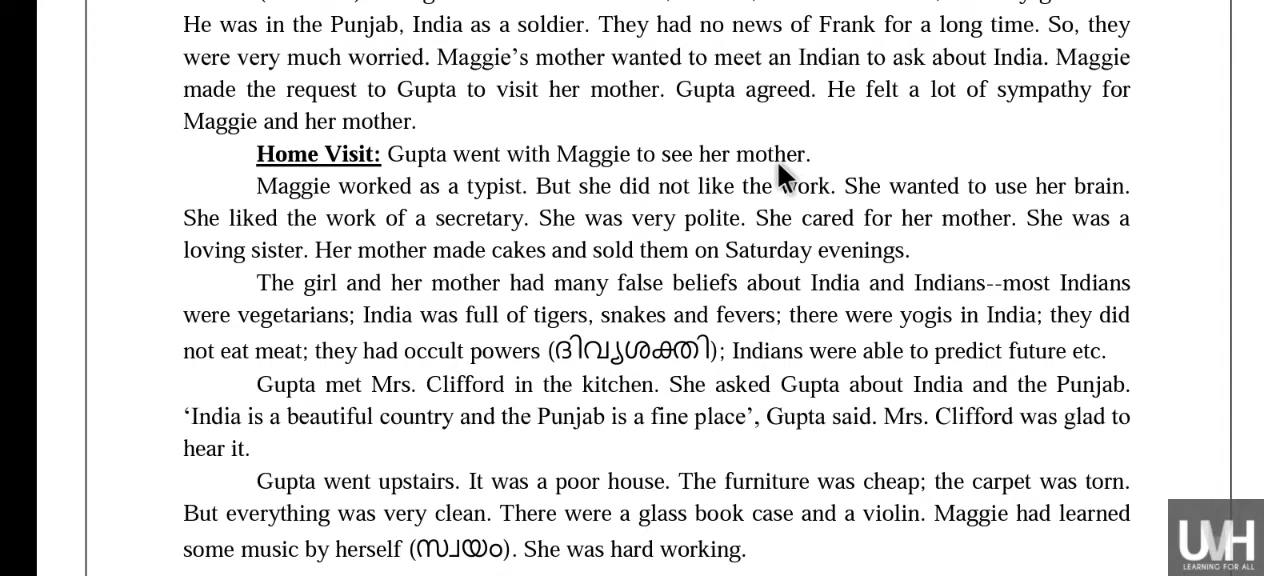 He was in the Punjab, India as a soldier. They had no news of Frank for a long time. So, they
were very much worried. Maggie’s mother wanted to meet an Indian to ask about India. Maggie
made the request to Gupta to visit her mother. Gupta agreed. He felt a lot of sympathy for
Maggie and her mother.
Home Visit: Gupta went with Maggie to see her mother.
Maggie worked as a typist. But she did not like the work. She wanted to use her brain.
She liked the work of a secretary. She was very polite. She cared for her mother. She was a
loving sister. Her mother made cakes and sold them on Saturday evenings.
The girl and her mother had many false beliefs about India and Indians--most Indians
were vegetarians; India was full of tigers, snakes and fevers; there were yogis in India; they did
not eat meat; they had occult powers (ദിവ്യശക്തി); Indians were able to predict future etc.
Gupta met Mrs. Clifford in the kitchen. She asked Gupta about India and the Punjab.
‘India is a beautiful country and the Punjab is a fine place’, Gupta said. Mrs. Clifford was glad to
hear it.
Gupta went upstairs. It was a poor house. The furniture was cheap; the carpet was torn.
But everything was very clean. There were a glass book case and a violin. Maggie had learned
some music by herself (സ്വയം). She was hard working.
UVH
LEARNING FOR ALL